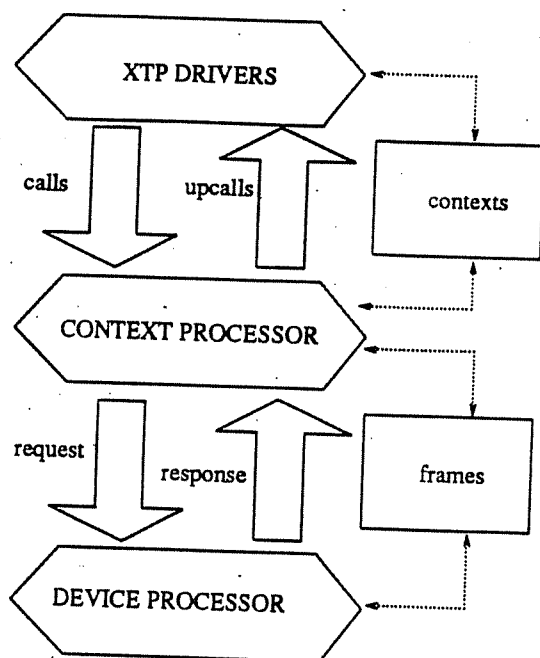 XTP DRIVERS
calls
upcalls
contexts
CONTEXT PROCESSOR
request
response
frames
DEVICE PROCESSOR